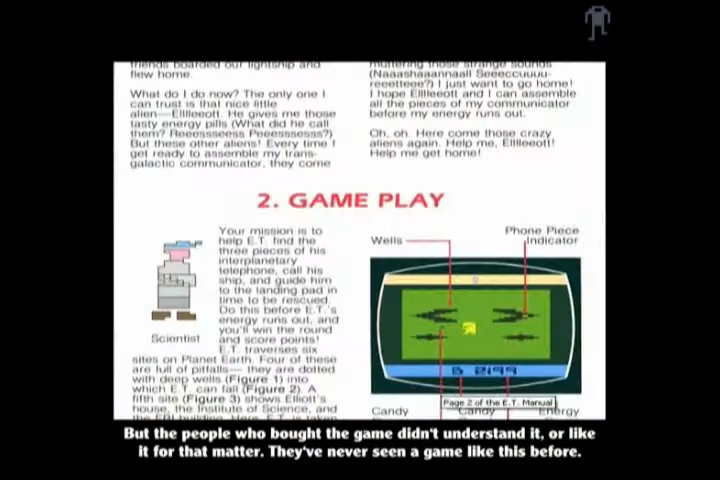 friends boarded our lightship and
flew home.
What do I do now? The only one I
can trust is that nice little
alien—Elllleeott. He gives me those
tasty energy pills (What did he call
them? Reeeesseess Peeesssesss?)
But these other aliens! Every time I
get ready to assemble my trans-
galactic communicator, they come
muttering those strange sounds
(Naaashaaannaall Seeeccuuuu-
reeetteee?) I just want to go home!
I hope Elllleeott and I can assemble
all the pieces of my communicator
before my energy runs out.
Oh, oh. Here come those crazy
aliens again. Help me, Elllleeott!
Help me get home!
2. GAME PLAY
Scientist
Your mission is to
help E.T. find the
three pieces of his
interplanetary
telephone, call his
ship, and guide him
to the landing pad in
time to be rescued.
Do this before E.T.'s
energy runs out, and
you'll win the round
and score points!
E.T. traverses six
sites on Planet Earth. Four of these
are full of pitfalls— they are dotted
with deep wells (Figure 1) into
which E.T. can fall (Figure 2). A
fifth site (Figure 3) shows Elliott's
house, the Institute of Science, and
the FBI building. Here E.T. is taken
Wells
Phone Piece
Indicator
2199
Page 2 of the E.T. Manual
Candy
Candy
Energy
But the people who bought the game didn't understand it, or like
it for that matter. They've never seen a game like this before.